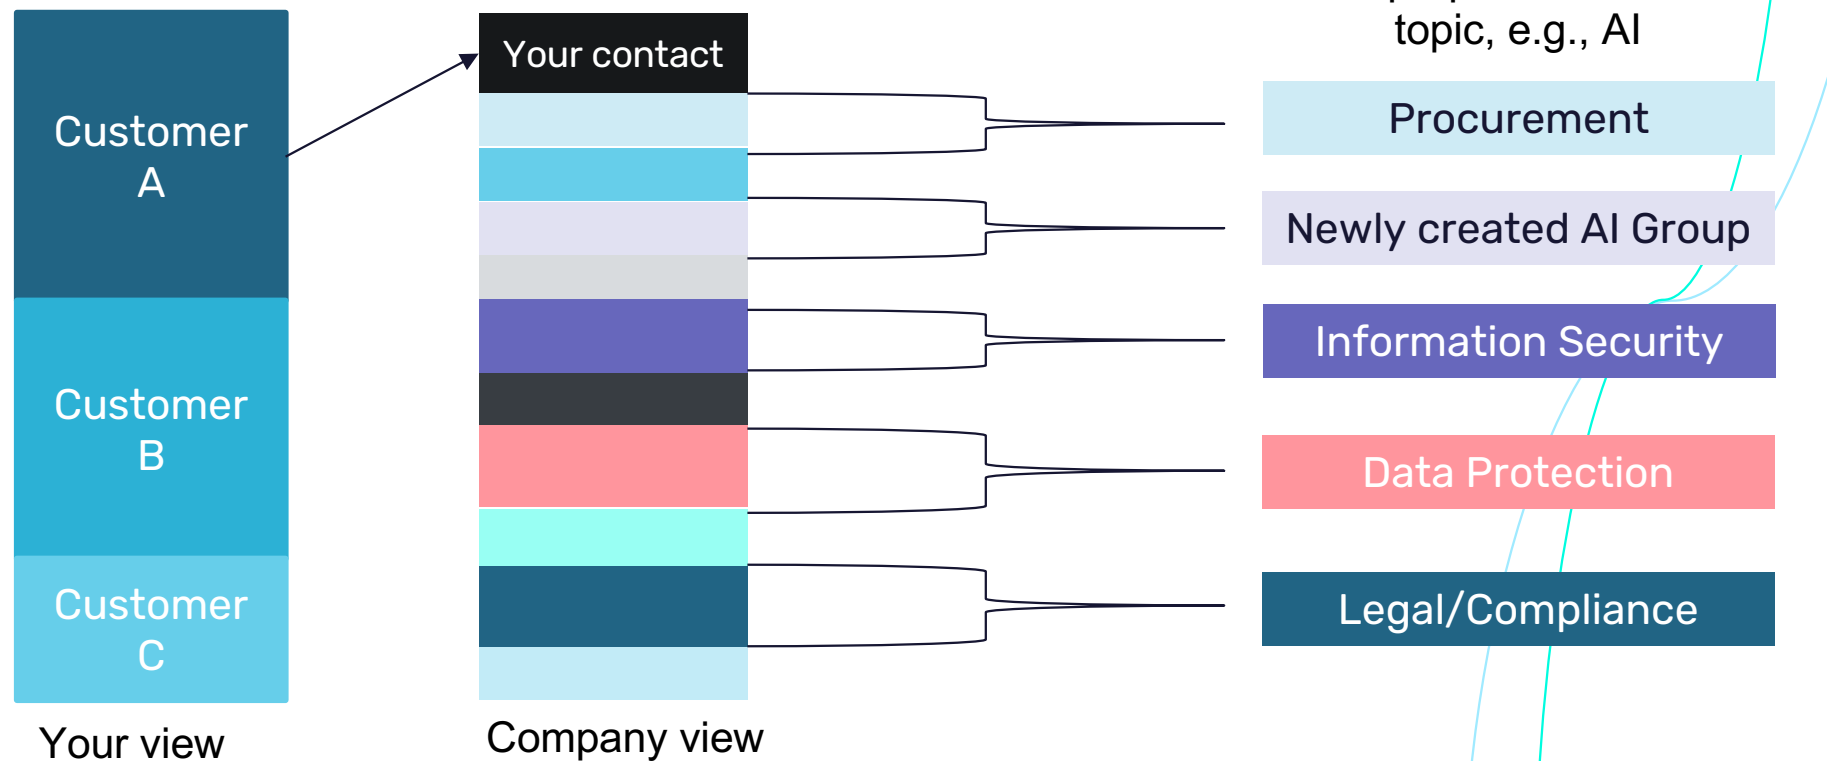 Customer
A
Customer
B
Customer
C
Your view
Your contact
Company view
topic, e.g., AI
Procurement
Newly created AI Group
Information Security
Data Protection
Legal/Compliance